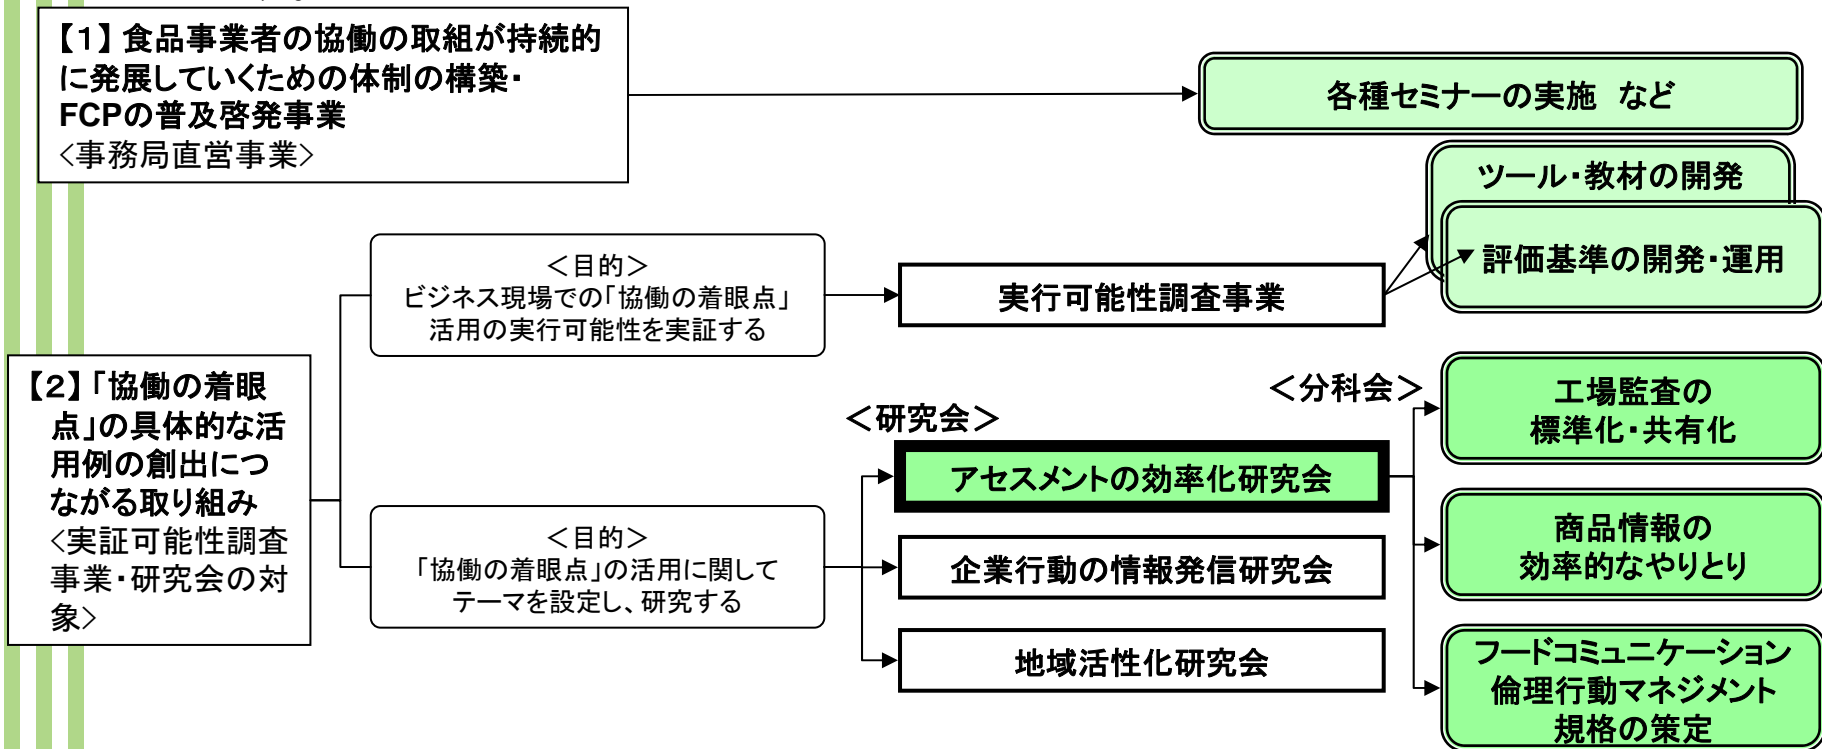 【1】 食品事業者の協働の取組が持続的
に発展していくための体制の構築・
FCPの普及啓発事業
<事務局直営事業>
各種セミナーの実施 など
ツール・教材の開発
評価基準の開発・運用
<目的>
ビジネス現場での「協働の着眼点」
活用の実行可能性を実証する
実行可能性調査事業
【2】「協働の着眼
点」の具体的な活
用例の創出につ
ながる取り組み
<実証可能性調査
事業・研究会の対
象>
<目的>
「協働の着眼点」の活用に関して
テーマを設定し、研究する
<研究会>
アセスメントの効率化研究会
企業行動の情報発信研究会
地域活性化研究会
<分科会>
工場監査の
標準化・共有化
商品情報の
効率的なやりとり
フードコミュニケーション
倫理行動マネジメント
規格の策定